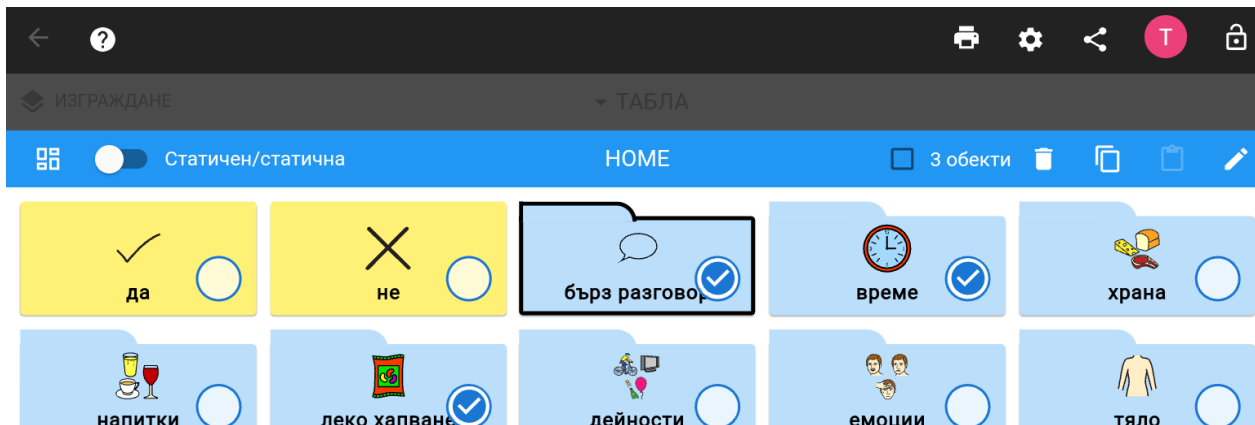 T
ИЗГРАЖДАНЕ
ТАБЛА
Статичен/статична
HOME
3 обекти
да
не
бърз разговор
време
храна
напитки
леко хапване
дейности
емоции
тяло